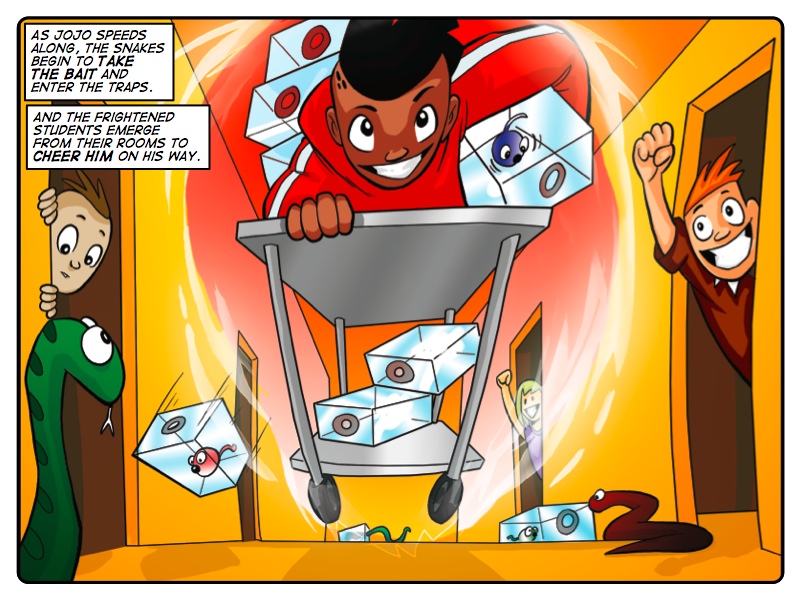 AS JOJO SPEEDS
ALONG, THE SNAKES
BEGIN TO TAKE
THE BAIT AND
ENTER THE TRAPS.
AND THE FRIGHTENED
STUDENTS EMERGE
FROM THEIR ROOMS TO
CHEER HIM ON HIS WAY.